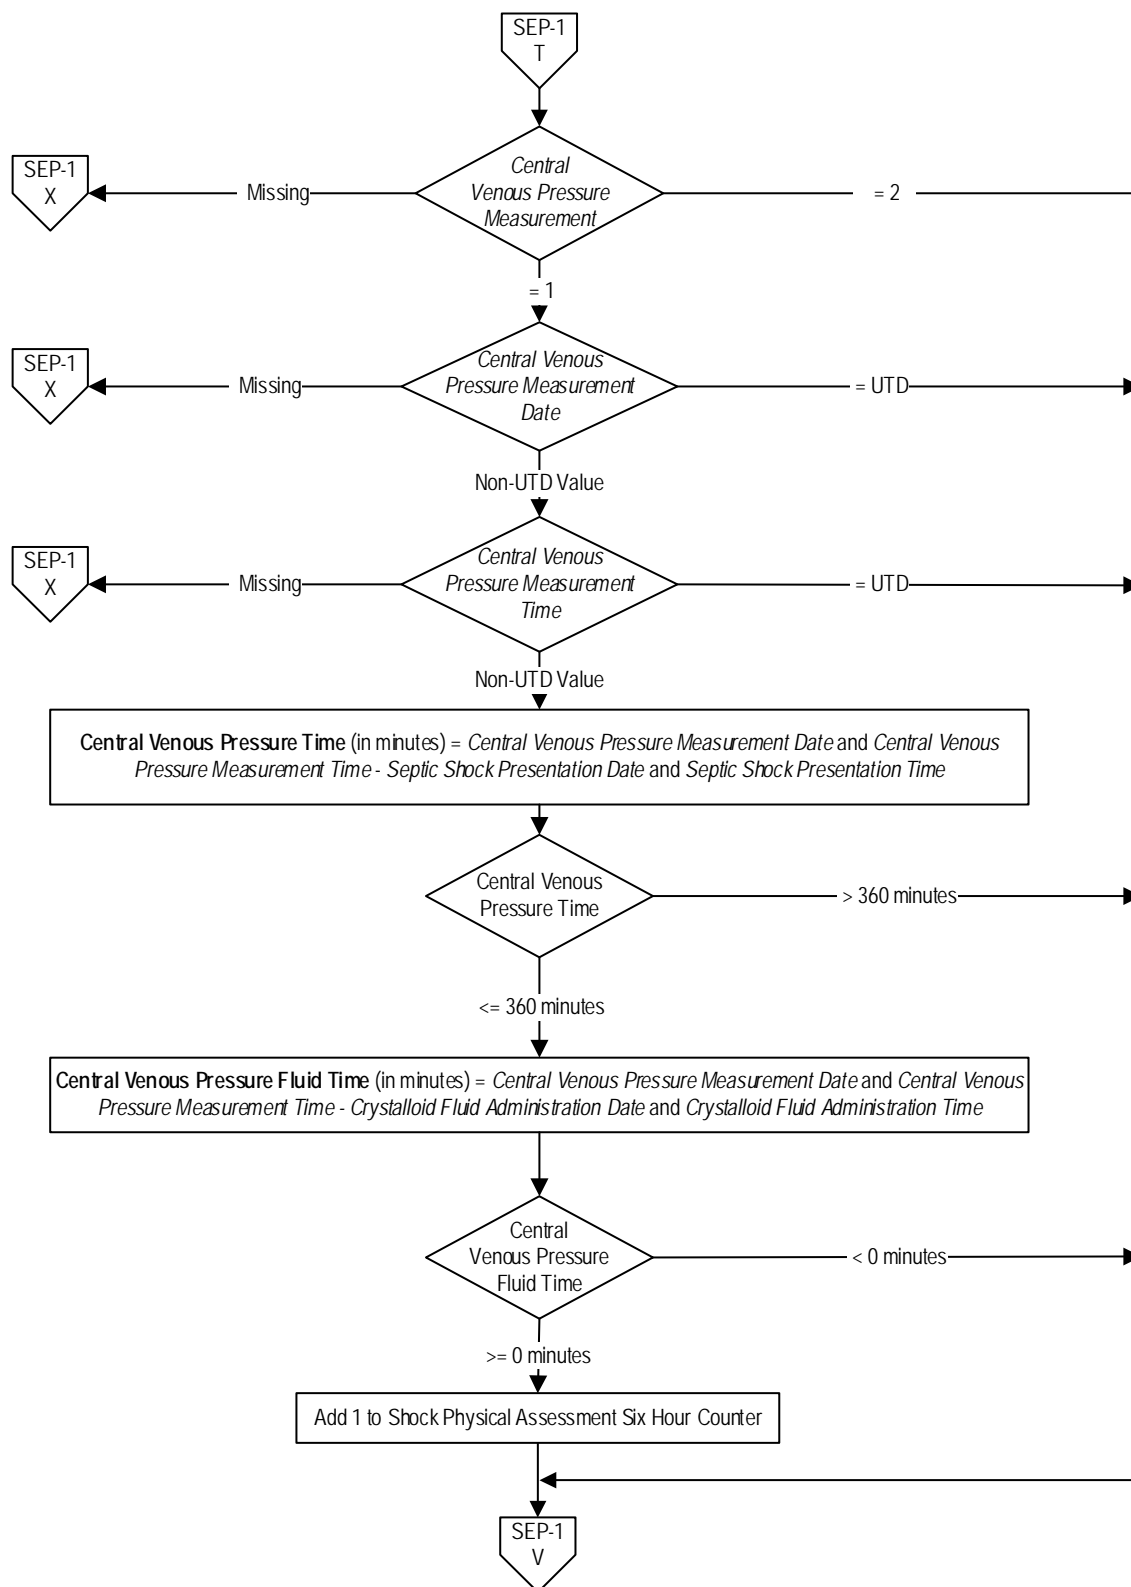 SEP-1
T
Central
Venous Pressure
Measurement
SEP-1
X
Missing
= 2
= 1
Central Venous
Pressure Measurement
Date
SEP-1
X
Missing
= UTD
Non-UTD Value
Central Venous
Pressure Measurement
Time
SEP-1
X
Missing
= UTD
Non-UTD Value
Central Venous Pressure Time (in minutes) = Central Venous Pressure Measurement Date and Central Venous
Pressure Measurement Time - Septic Shock Presentation Date and Septic Shock Presentation Time
Central Venous
Pressure Time
> 360 minutes
<= 360 minutes
Central Venous Pressure Fluid Time (in minutes) = Central Venous Pressure Measurement Date and Central Venous
Pressure Measurement Time - Crystalloid Fluid Administration Date and Crystalloid Fluid Administration Time
Central
Venous Pressure
Fluid Time
< 0 minutes
>= 0 minutes
Add 1 to Shock Physical Assessment Six Hour Counter
SEP-1
V